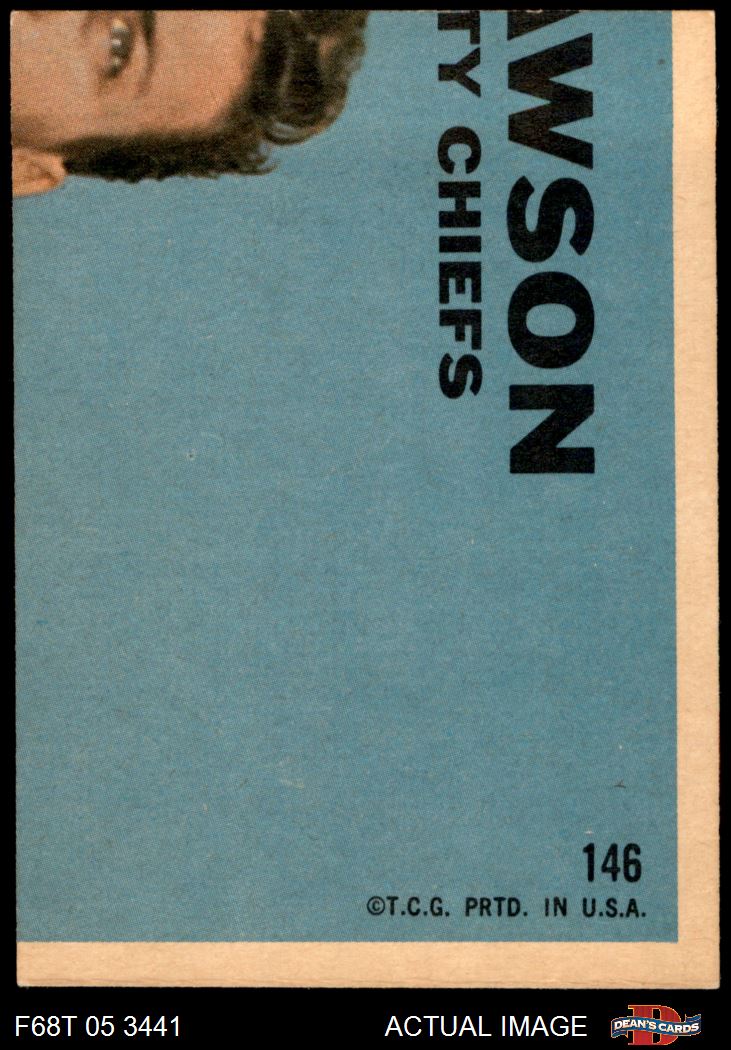 AWSON
TY CHIEFS
146
©T.C.G. PRTD. IN U.S.A.
F68T 05 3441
ACTUAL IMAGE
DEAN'S CARDS